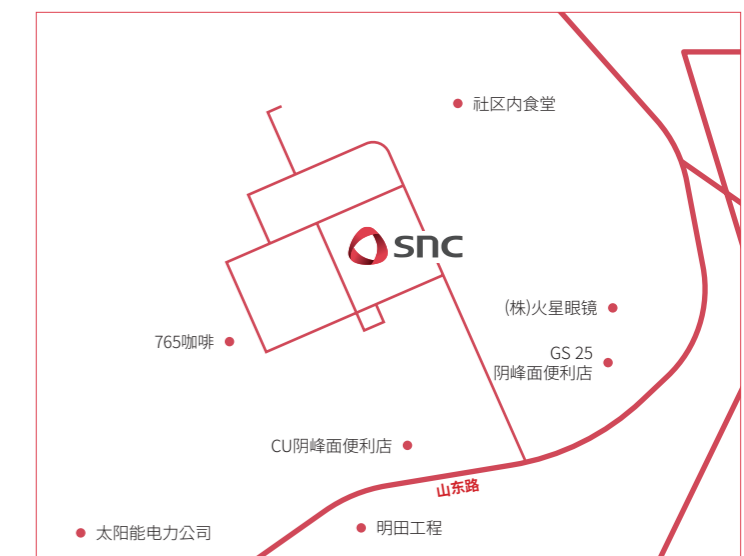 社区内食堂
snc
(株)火星眼镜
765咖啡
GS 25
阴峰面便利店
CU阴峰面便利店
山东路
明田工程
太阳能电力公司